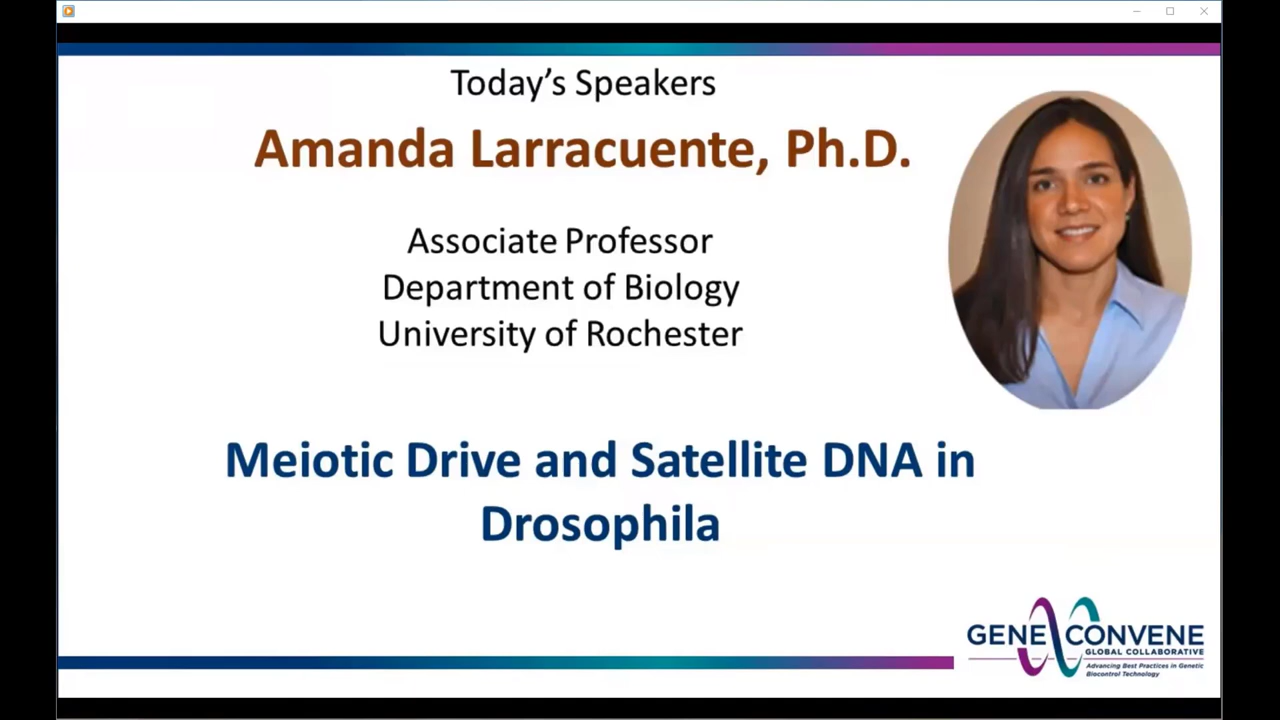 Today’s Speakers
Amanda Larracuente, Ph.D.
Associate Professor
Department of Biology
University of Rochester
Meiotic Drive and Satellite DNA in
Drosophila
GENE CONVENE
GLOBAL COLLABORATIVE
Advancing Best Practices in Genetic
Biocontrol Technology